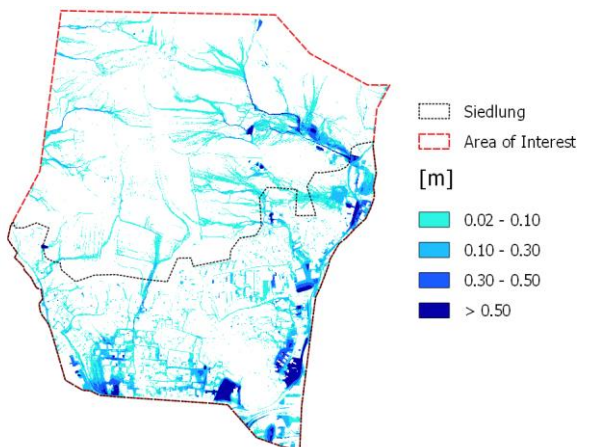 Siedlung
Area of Interest
[m]
0.02 - 0.10
0.10 - 0.30
0.30 - 0.50
> 0.50